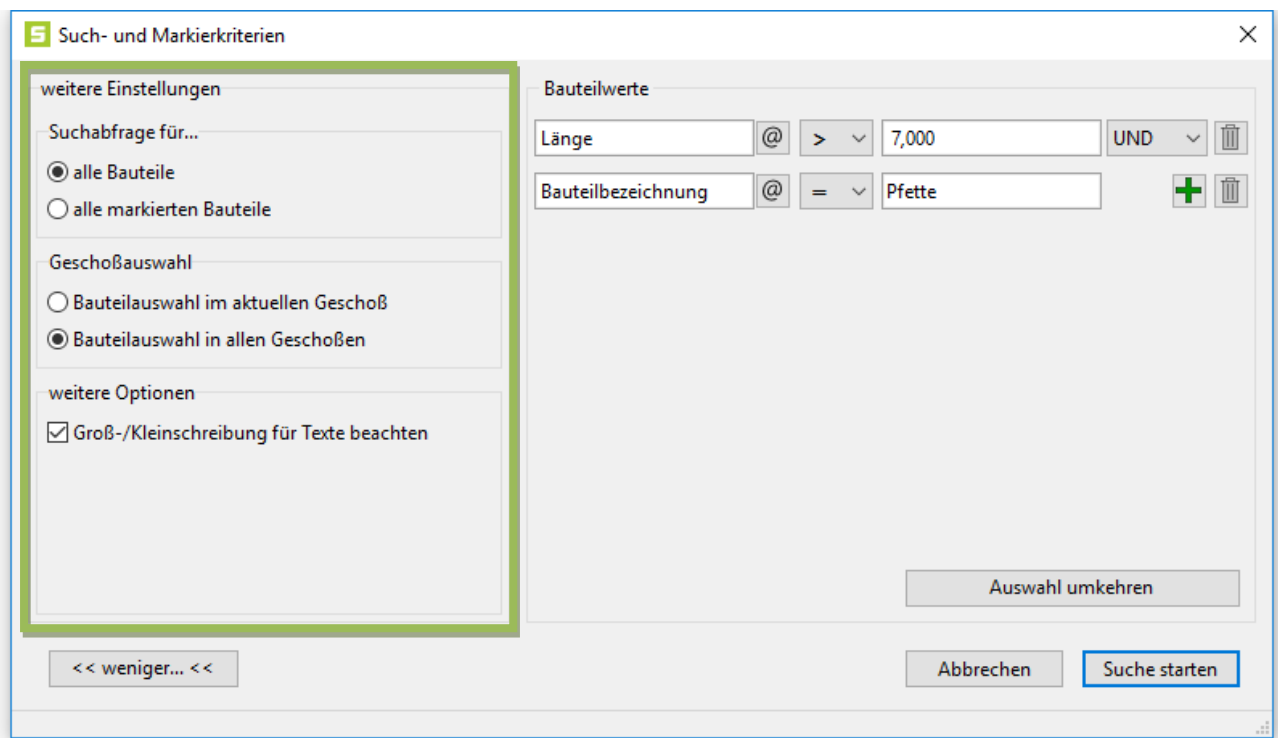 Such- und Markierkriterien
weitere Einstellungen
Suchabfrage für...
alle Bauteile
alle markierten Bauteile
Geschoßauswahl
Bauteilauswahl im aktuellen Geschoß
Bauteilauswahl in allen Geschoßen
weitere Optionen
Groß-/Kleinschreibung für Texte beachten
Bauteilwerte
Länge @ > 7,000 UND
Bauteilbezeichnung @ = Pfette
Auswahl umkehren
<< weniger... << Abbrechen Suche starten